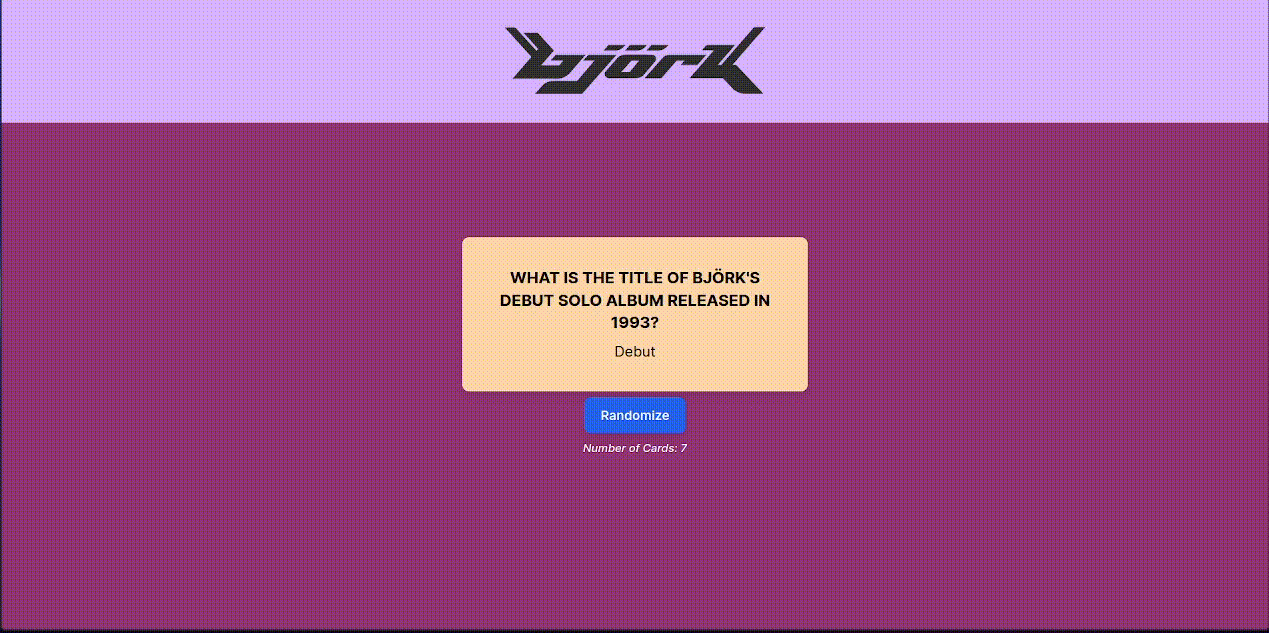 björk
WHAT IS THE TITLE OF BJÖRK'S
DEBUT SOLO ALBUM RELEASED IN
1993?
Debut
Randomize
Number of Cards: 7